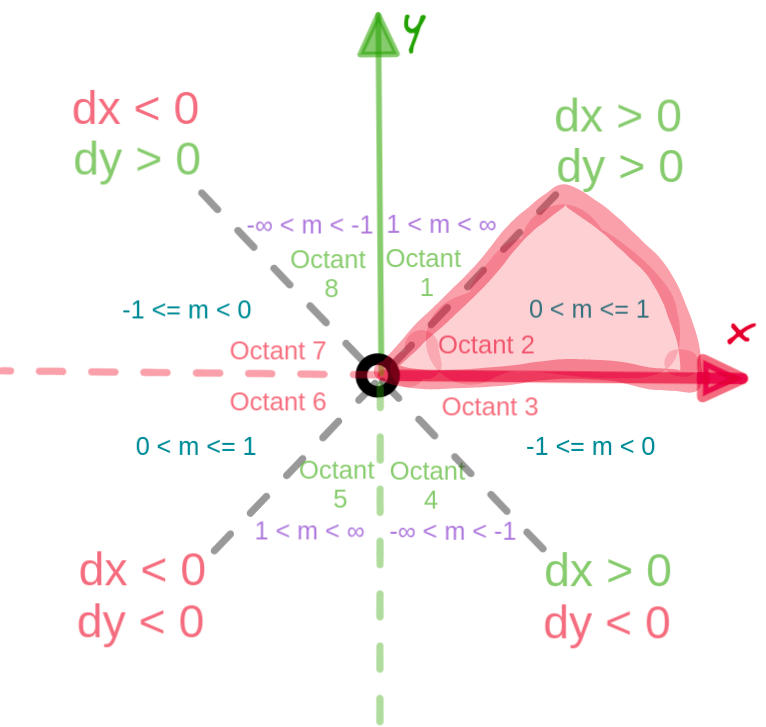 y
dx < 0
dy > 0
dx > 0
dy > 0
-∞ < m < -1
1 < m < ∞
Octant
8
Octant
1
-1 <= m < 0
0 < m <= 1
x
Octant 7
Octant 2
Octant 6
Octant 3
0 < m <= 1
-1 <= m < 0
Octant
5
Octant
4
1 < m < ∞
-∞ < m < -1
dx < 0
dy < 0
dx > 0
dy < 0